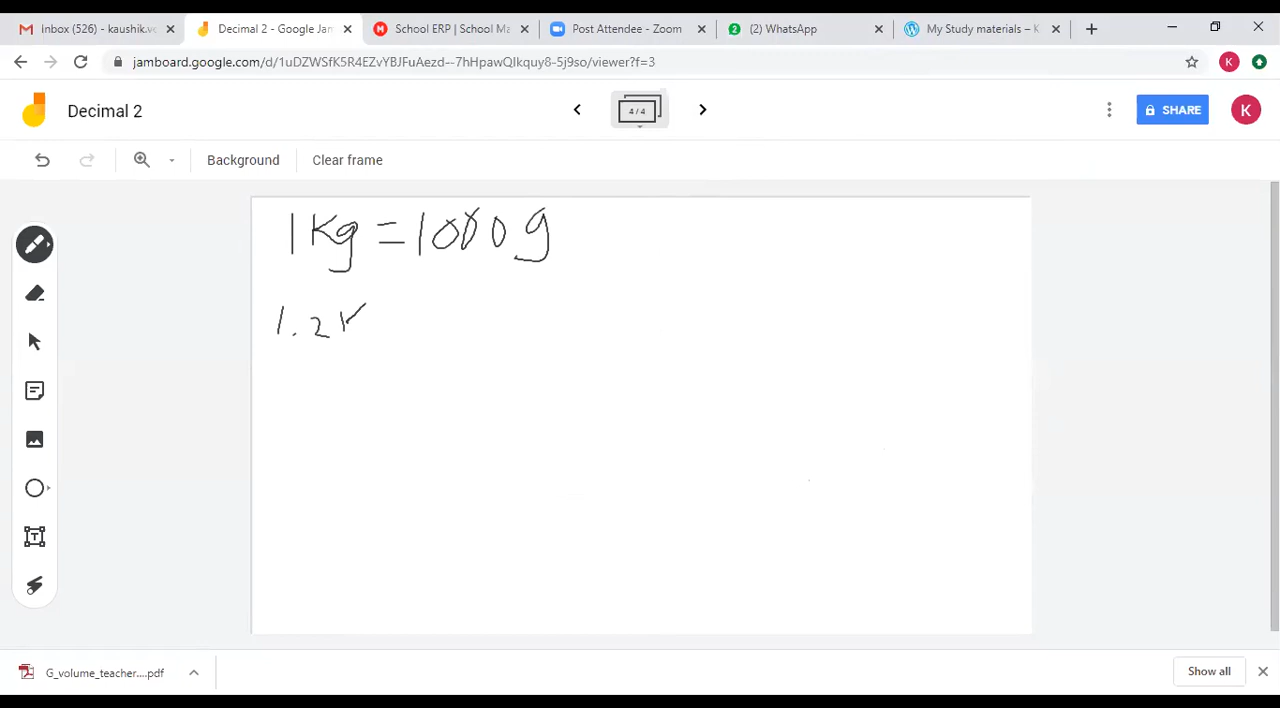 Inbox (526) - kaushik.vc
Decimal 2 - Google Jam
School ERP | School Ma
Post Attendee - Zoom
(2) WhatsApp
My Study materials – K
jamboard.google.com/d/1uDZWSfK5R4EZvYBJFuAezd--7hHpawQlkquy8-5j9so/viewer?f=3
K
Decimal 2
4 / 4
SHARE
K
Background
Clear frame
1 Kg = 1000 g
1.2 K
G_volume_teacher....pdf
Show all